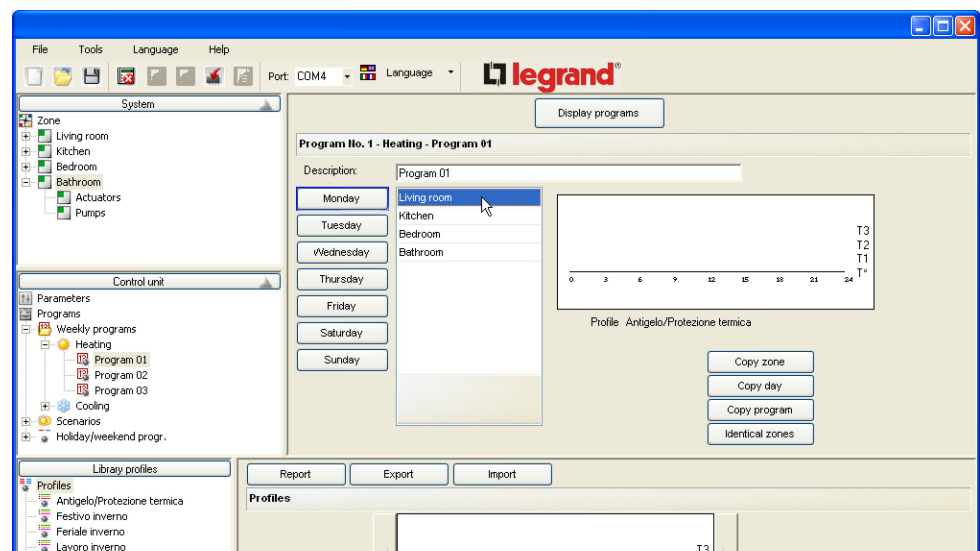 File Tools Language Help
Port: COM4 Language legrand®
System
Zone
Living room
Kitchen
Bedroom
Bathroom
Actuators
Pumps
Control unit
Parameters
Programs
Weekly programs
Heating
Program 01
Program 02
Program 03
Cooling
Scenarios
Holiday/weekend progr.
Library profiles
Profiles
Antigelo/Protezione termica
Festivo inverno
Feriale inverno
Lavoro inverno
Display programs
Program No. 1 - Heating - Program 01
Description: Program 01
Monday
Tuesday
Wednesday
Thursday
Friday
Saturday
Sunday
Living room
Kitchen
Bedroom
Bathroom
T3
T2
T1
T*
0 3 6 9 12 15 18 21 24
Profile Antigelo/Protezione termica
Copy zone
Copy day
Copy program
Identical zones
Report Export Import
Profiles
T3